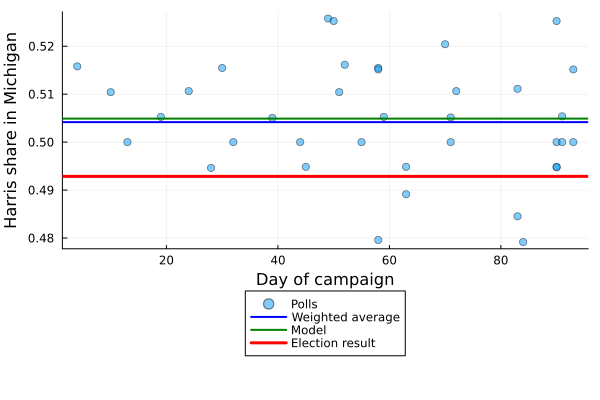 Harris share in Michigan
0.52
0.51
0.50
0.49
0.48
20 40 60 80
Day of campaign
Polls
Weighted average
Model
Election result